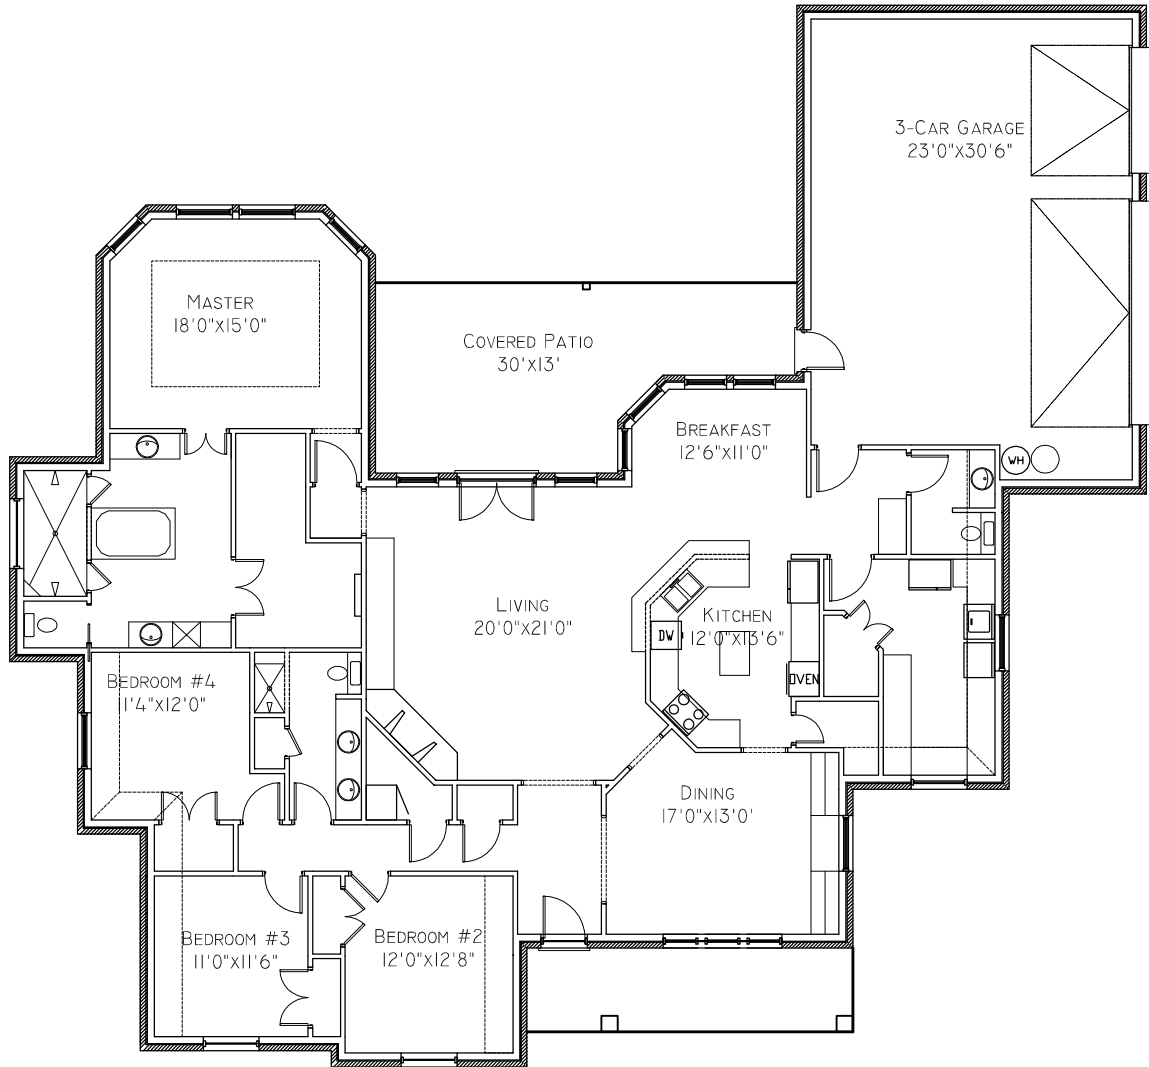 3-CAR GARAGE
23'0"x30'6"
MASTER
18'0"x15'0"
COVERED PATIO
30'x13'
BREAKFAST
12'6"x11'0"
WH
LIVING
20'0"x21'0"
KITCHEN
12'0"x13'6"
DW
OVEN
BEDROOM #4
11'4"x12'0"
DINING
17'0"x13'0'
BEDROOM #3
11'0"x11'6"
BEDROOM #2
12'0"x12'8"